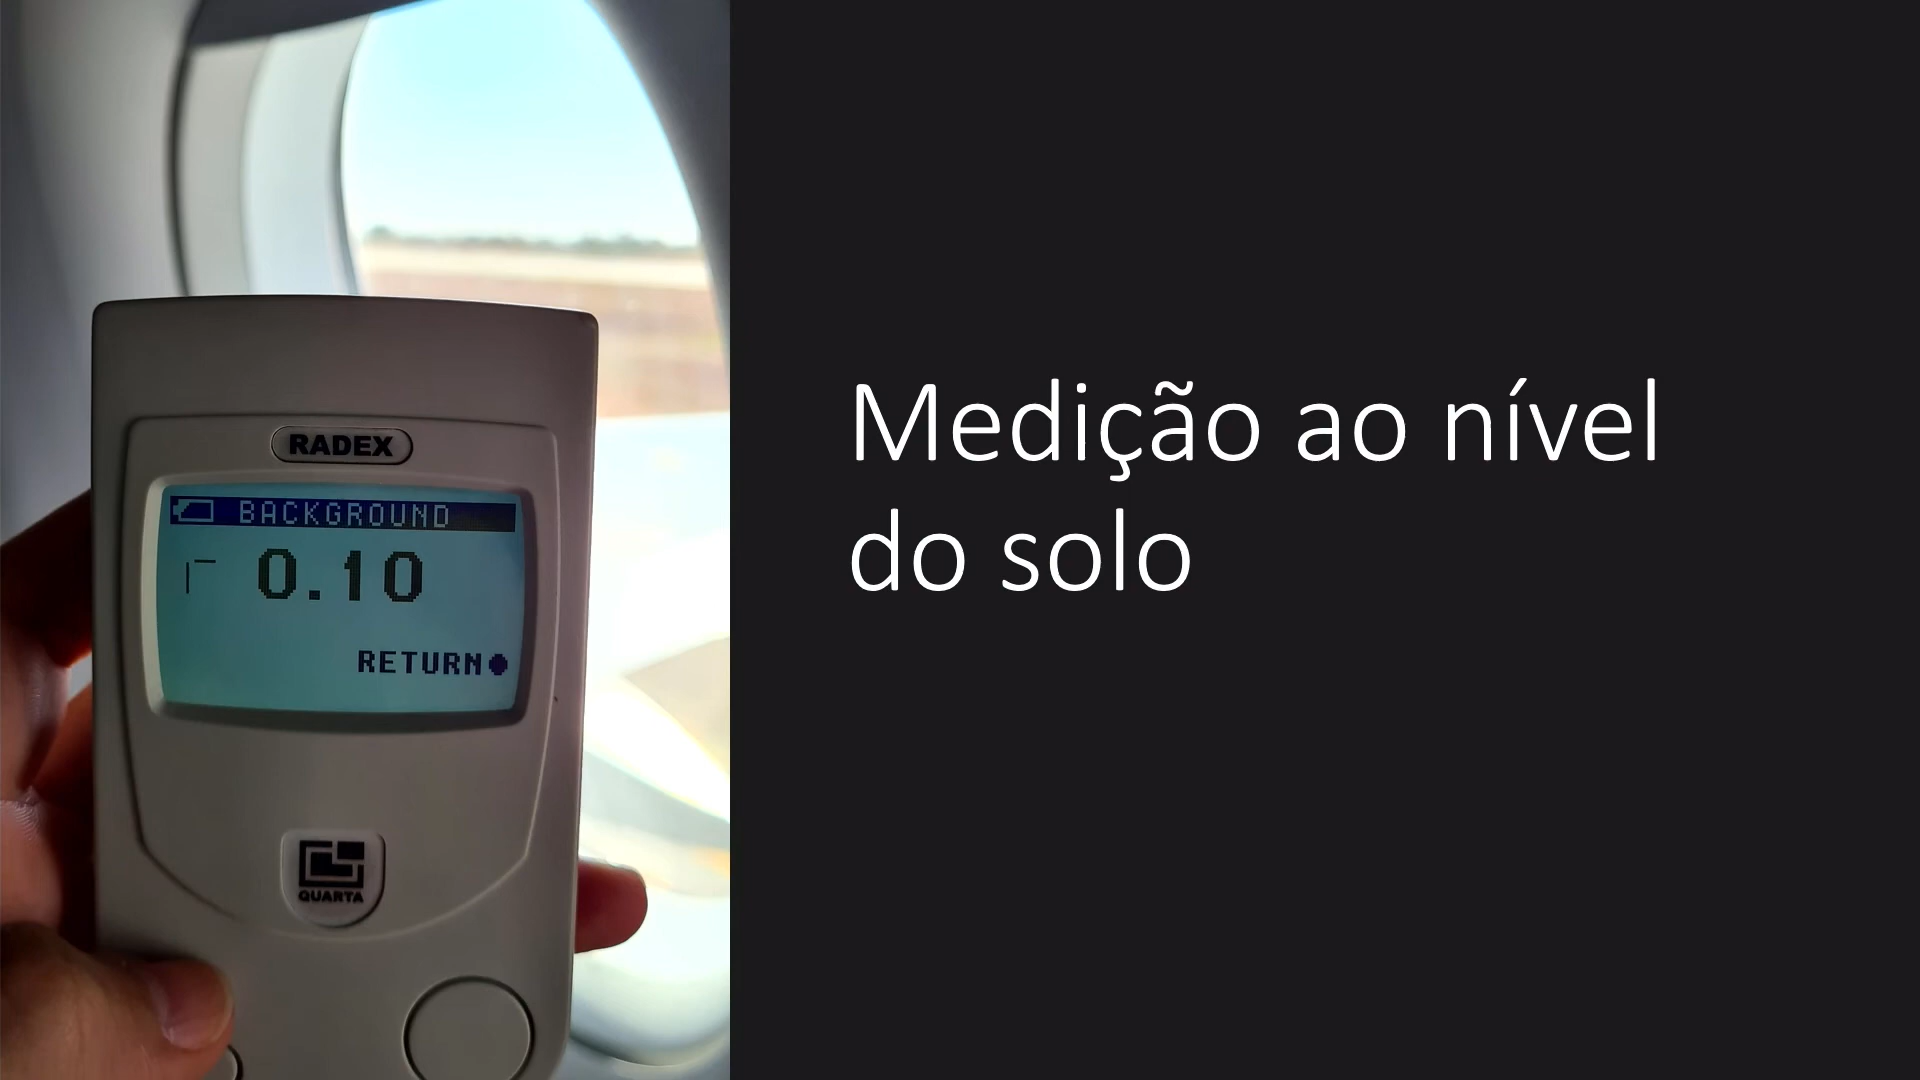 RADEX
BACKGROUND
0.10
RETURN
QUARTA
Medição ao nível
do solo